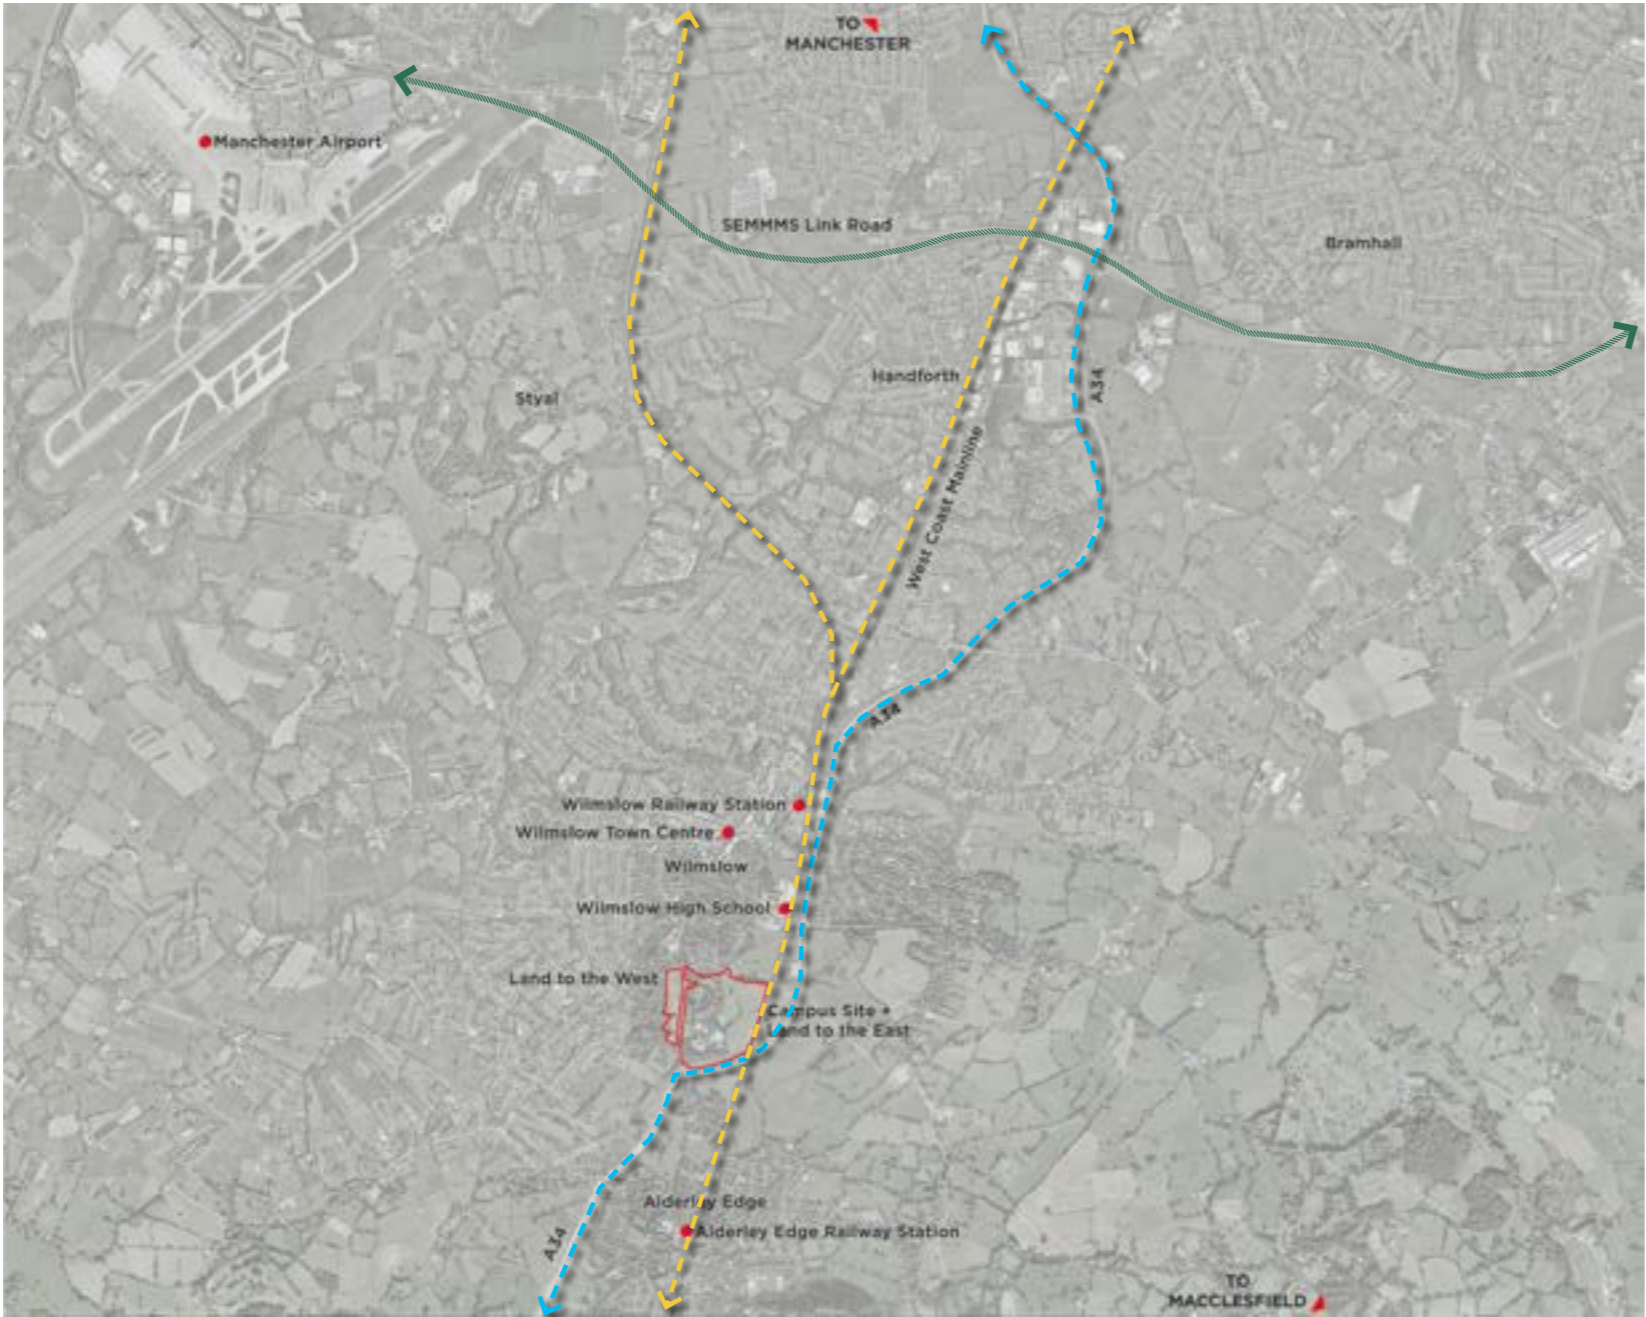 TO
MANCHESTER
Manchester Airport
SEMMMS Link Road
Bramhall
Handforth
A34
Styal
West Coast Mainline
A34
Wilmslow Railway Station
Wilmslow Town Centre
Wilmslow
Wilmslow High School
Land to the West
Campus Site +
Land to the East
Alderley Edge
Alderley Edge Railway Station
A34
TO
MACCLESFIELD